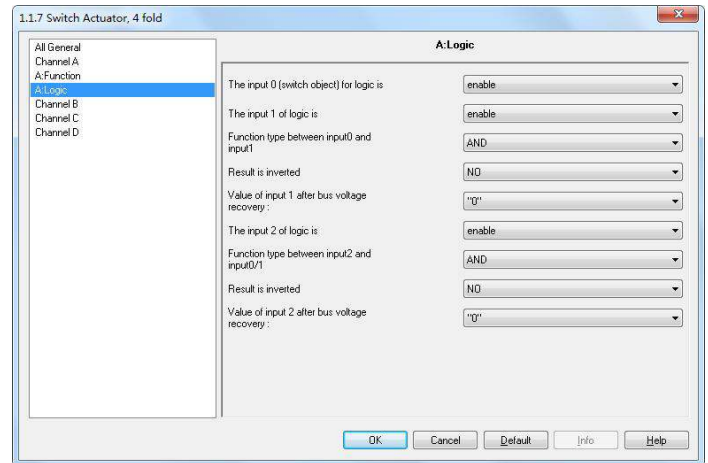 1.1.7 Switch Actuator, 4 fold
All General
Channel A
A:Function
A:Logic
Channel B
Channel C
Channel D
A:Logic
The input 0 (switch object) for logic is
enable
The input 1 of logic is
enable
Function type between input0 and
input1
AND
Result is inverted
NO
Value of input 1 after bus voltage
recovery :
"0"
The input 2 of logic is
enable
Function type between input2 and
input0/1
AND
Result is inverted
NO
Value of input 2 after bus voltage
recovery :
"0"
OK
Cancel
Default
Info
Help